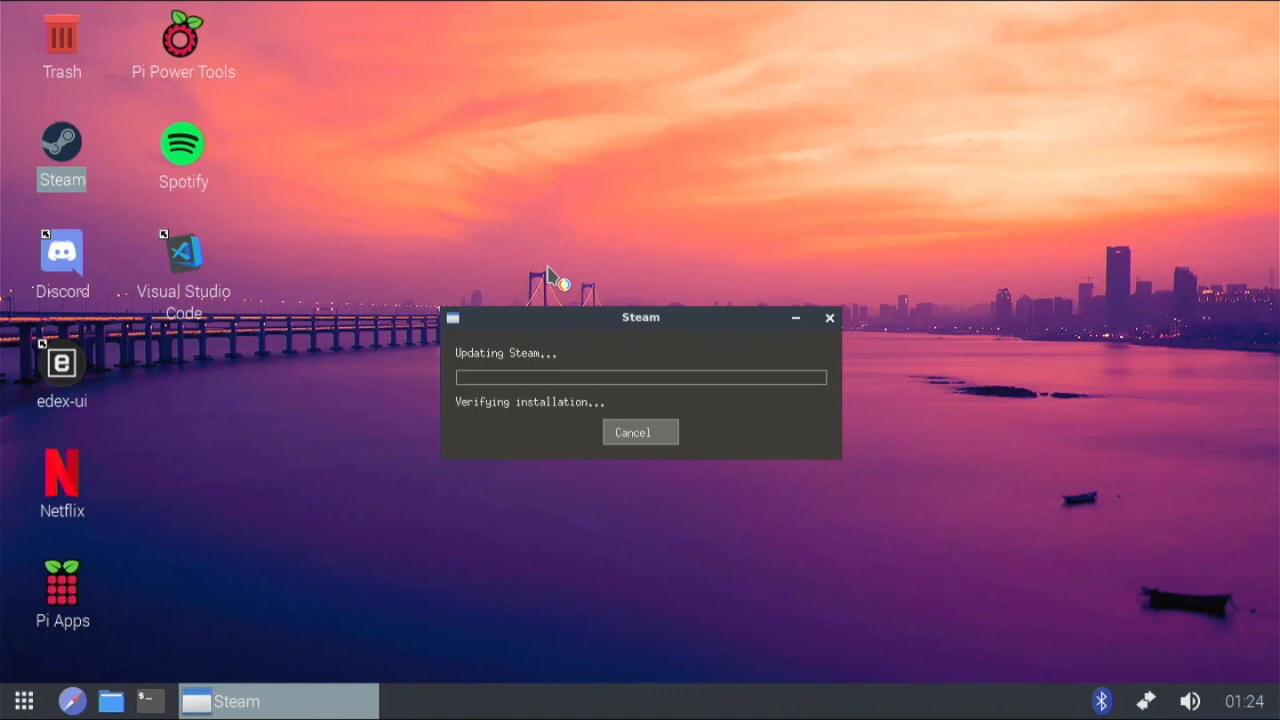 Trash
Pi Power Tools
Steam
Spotify
Discord
Visual Studio
Code
edex-ui
Netflix
Pi Apps
Steam
Updating Steam...
Verifying installation...
Cancel
Steam
01:24